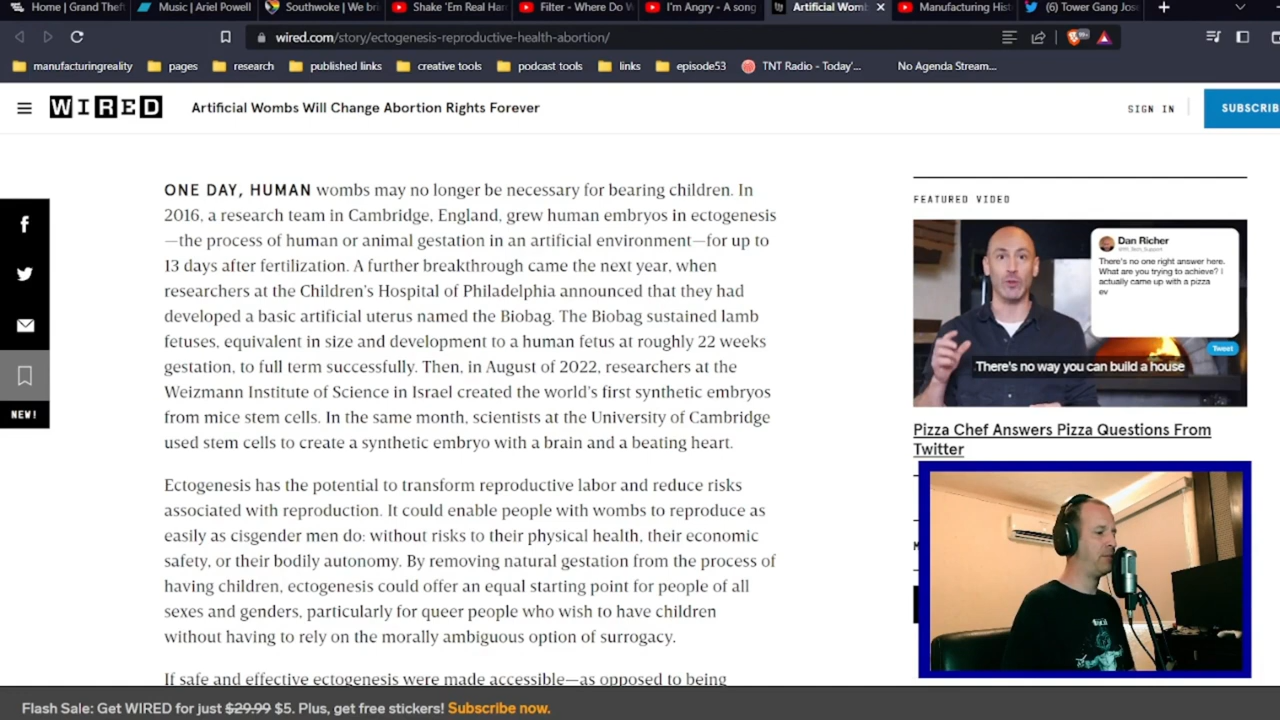 Home | Grand Theft
Music | Ariel Powell
Southwoke | We bri
Shake 'Em Real Har
Filter - Where Do W
I'm Angry - A song
Artificial Womb
Manufacturing Hist
(6) Tower Gang Jos
wired.com/story/ectogenesis-reproductive-health-abortion/
99+
manufacturingreality
pages
research
published links
creative tools
podcast tools
links
episode53
TNT Radio - Today'...
No Agenda Stream...
WIRED
Artificial Wombs Will Change Abortion Rights Forever
SIGN IN
SUBSCRIB
ONE DAY, HUMAN wombs may no longer be necessary for bearing children. In
2016, a research team in Cambridge, England, grew human embryos in ectogenesis
—the process of human or animal gestation in an artificial environment—for up to
13 days after fertilization. A further breakthrough came the next year, when
researchers at the Children's Hospital of Philadelphia announced that they had
developed a basic artificial uterus named the Biobag. The Biobag sustained lamb
fetuses, equivalent in size and development to a human fetus at roughly 22 weeks
gestation, to full term successfully. Then, in August of 2022, researchers at the
Weizmann Institute of Science in Israel created the world's first synthetic embryos
from mice stem cells. In the same month, scientists at the University of Cambridge
used stem cells to create a synthetic embryo with a brain and a beating heart.
Ectogenesis has the potential to transform reproductive labor and reduce risks
associated with reproduction. It could enable people with wombs to reproduce as
easily as cisgender men do: without risks to their physical health, their economic
safety, or their bodily autonomy. By removing natural gestation from the process of
having children, ectogenesis could offer an equal starting point for people of all
sexes and genders, particularly for queer people who wish to have children
without having to rely on the morally ambiguous option of surrogacy.
If safe and effective ectogenesis were made accessible—as opposed to being
NEW!
FEATURED VIDEO
Dan Richer
There's no one right answer here.
What are you trying to achieve? I
actually came up with a pizza
ev
Tweet
There's no way you can build a house
Pizza Chef Answers Pizza Questions From
Twitter
Flash Sale: Get WIRED for just $29.99 $5. Plus, get free stickers! Subscribe now.